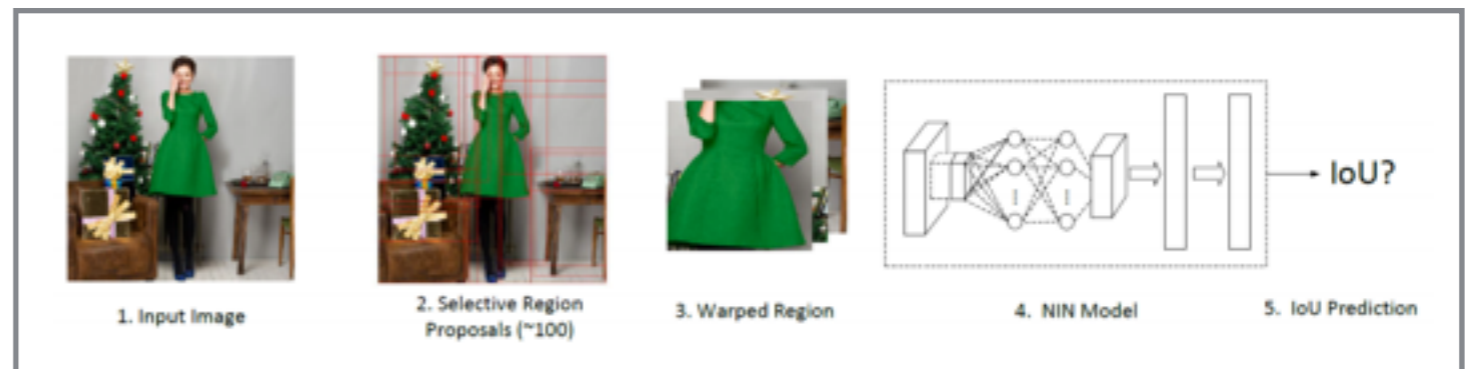 1. Input Image
2. Selective Region
Proposals (~100)
3. Warped Region
4. NIN Model
IoU?
5. IoU Prediction